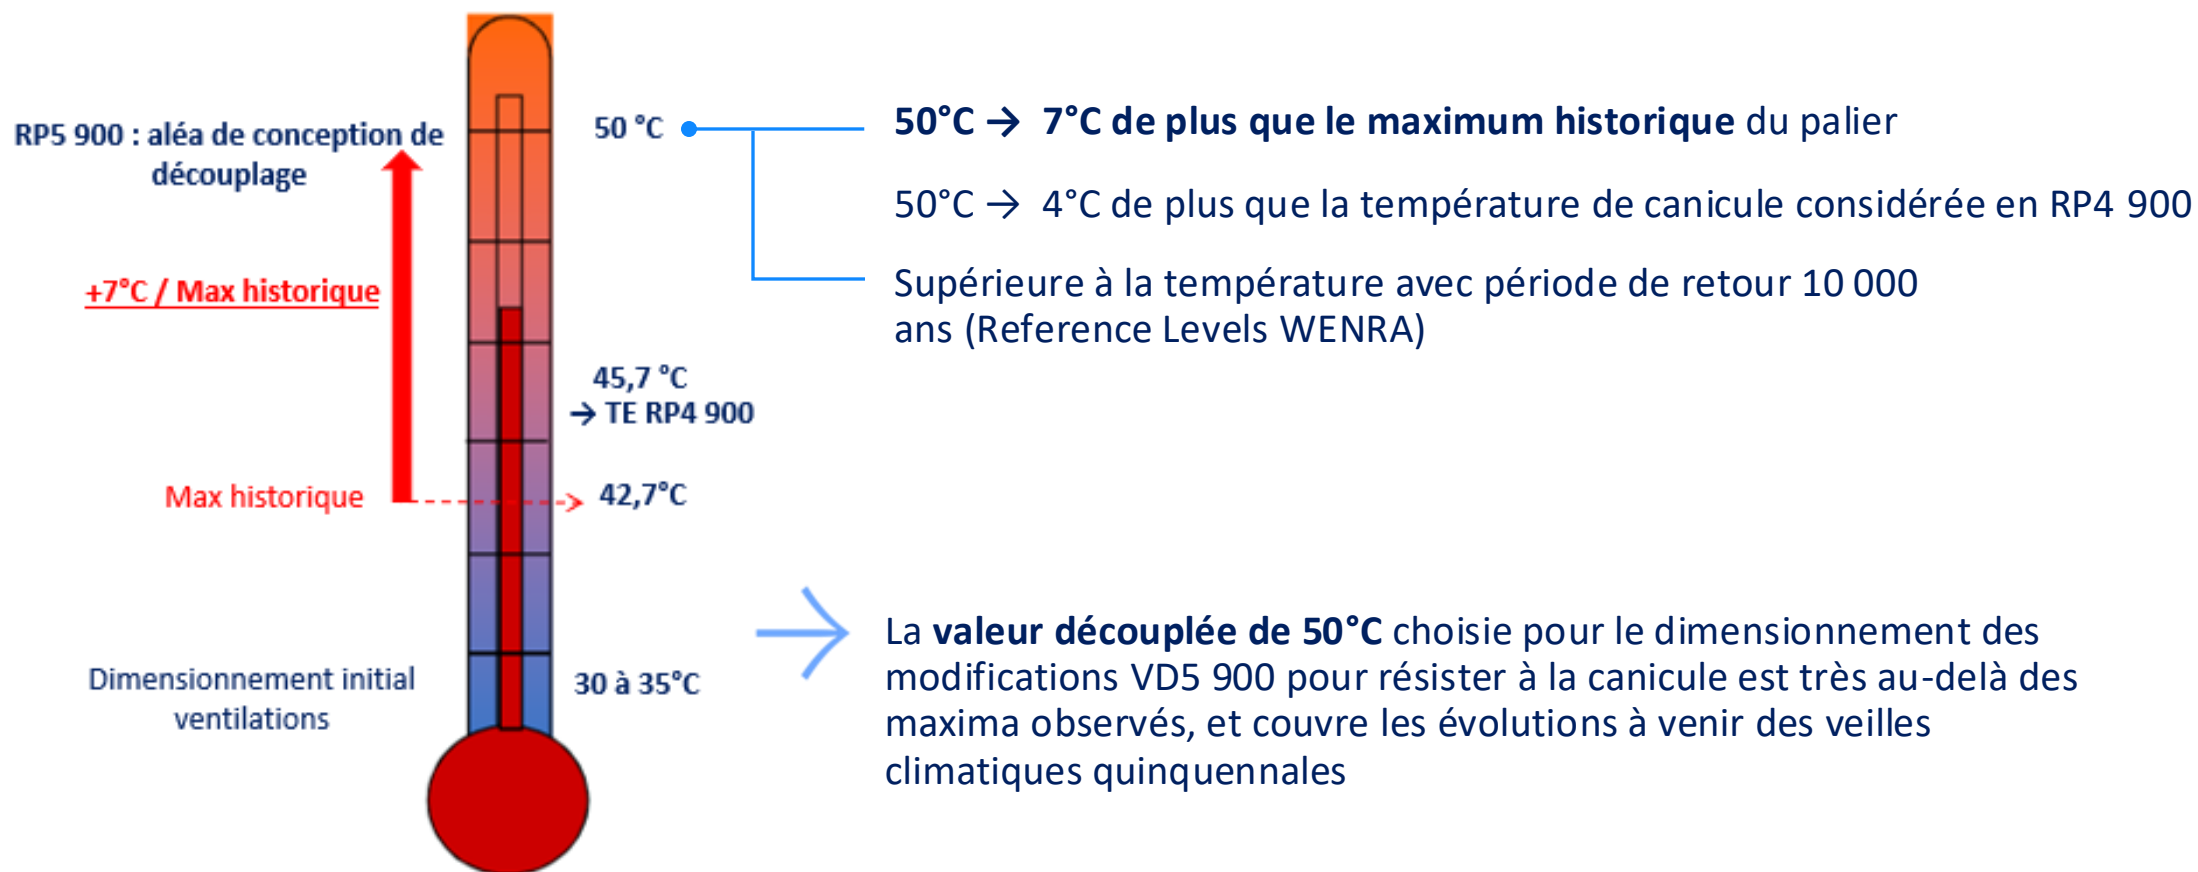 RP5 900 : aléa de conception de
découplage
+7°C / Max historique
Max historique
Dimensionnement initial
ventilations
50 °C
45,7 °C
→ TE RP4 900
42,7°C
30 à 35°C
50°C → 7°C de plus que le maximum historique du palier
50°C → 4°C de plus que la température de canicule considérée en RP4 900
Supérieure à la température avec période de retour 10 000
ans (Reference Levels WENRA)
La valeur découplée de 50°C choisie pour le dimensionnement des
modifications VD5 900 pour résister à la canicule est très au-delà des
maxima observés, et couvre les évolutions à venir des veilles
climatiques quinquennales